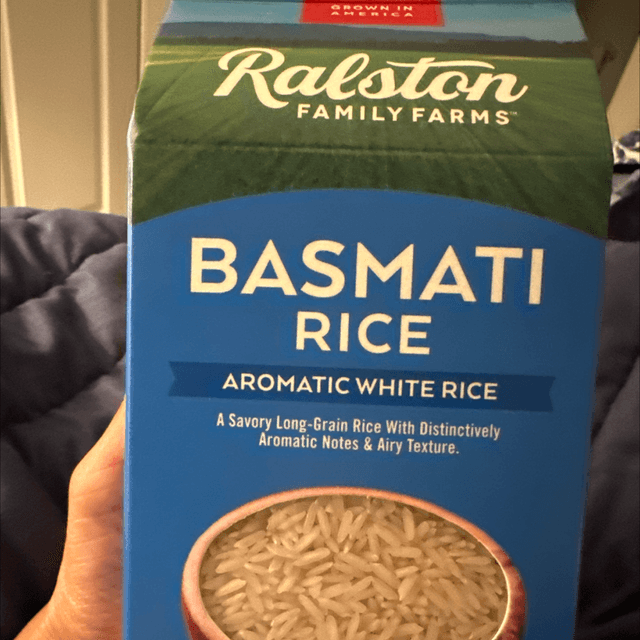 GROWN IN
AMERICA
Ralston
FAMILY FARMS™
BASMATI
RICE
AROMATIC WHITE RICE
A Savory Long-Grain Rice With Distinctively
Aromatic Notes & Airy Texture.